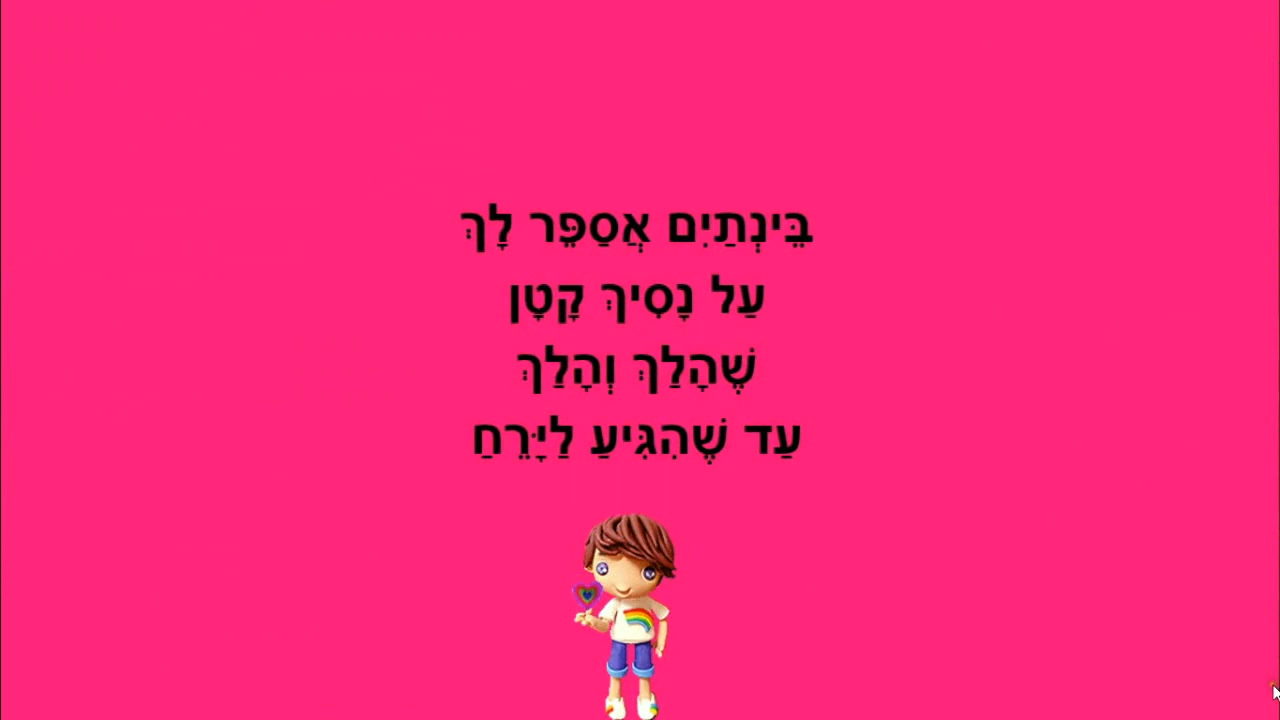 בֵּינְתַיִם אֲסַפֵּר לָךְ
עַל נָסִיךְ קָטָן
שֶׁהָלַךְ וְהָלַךְ
עַד שֶׁהִגִּיעַ לַיָּרֵחַ